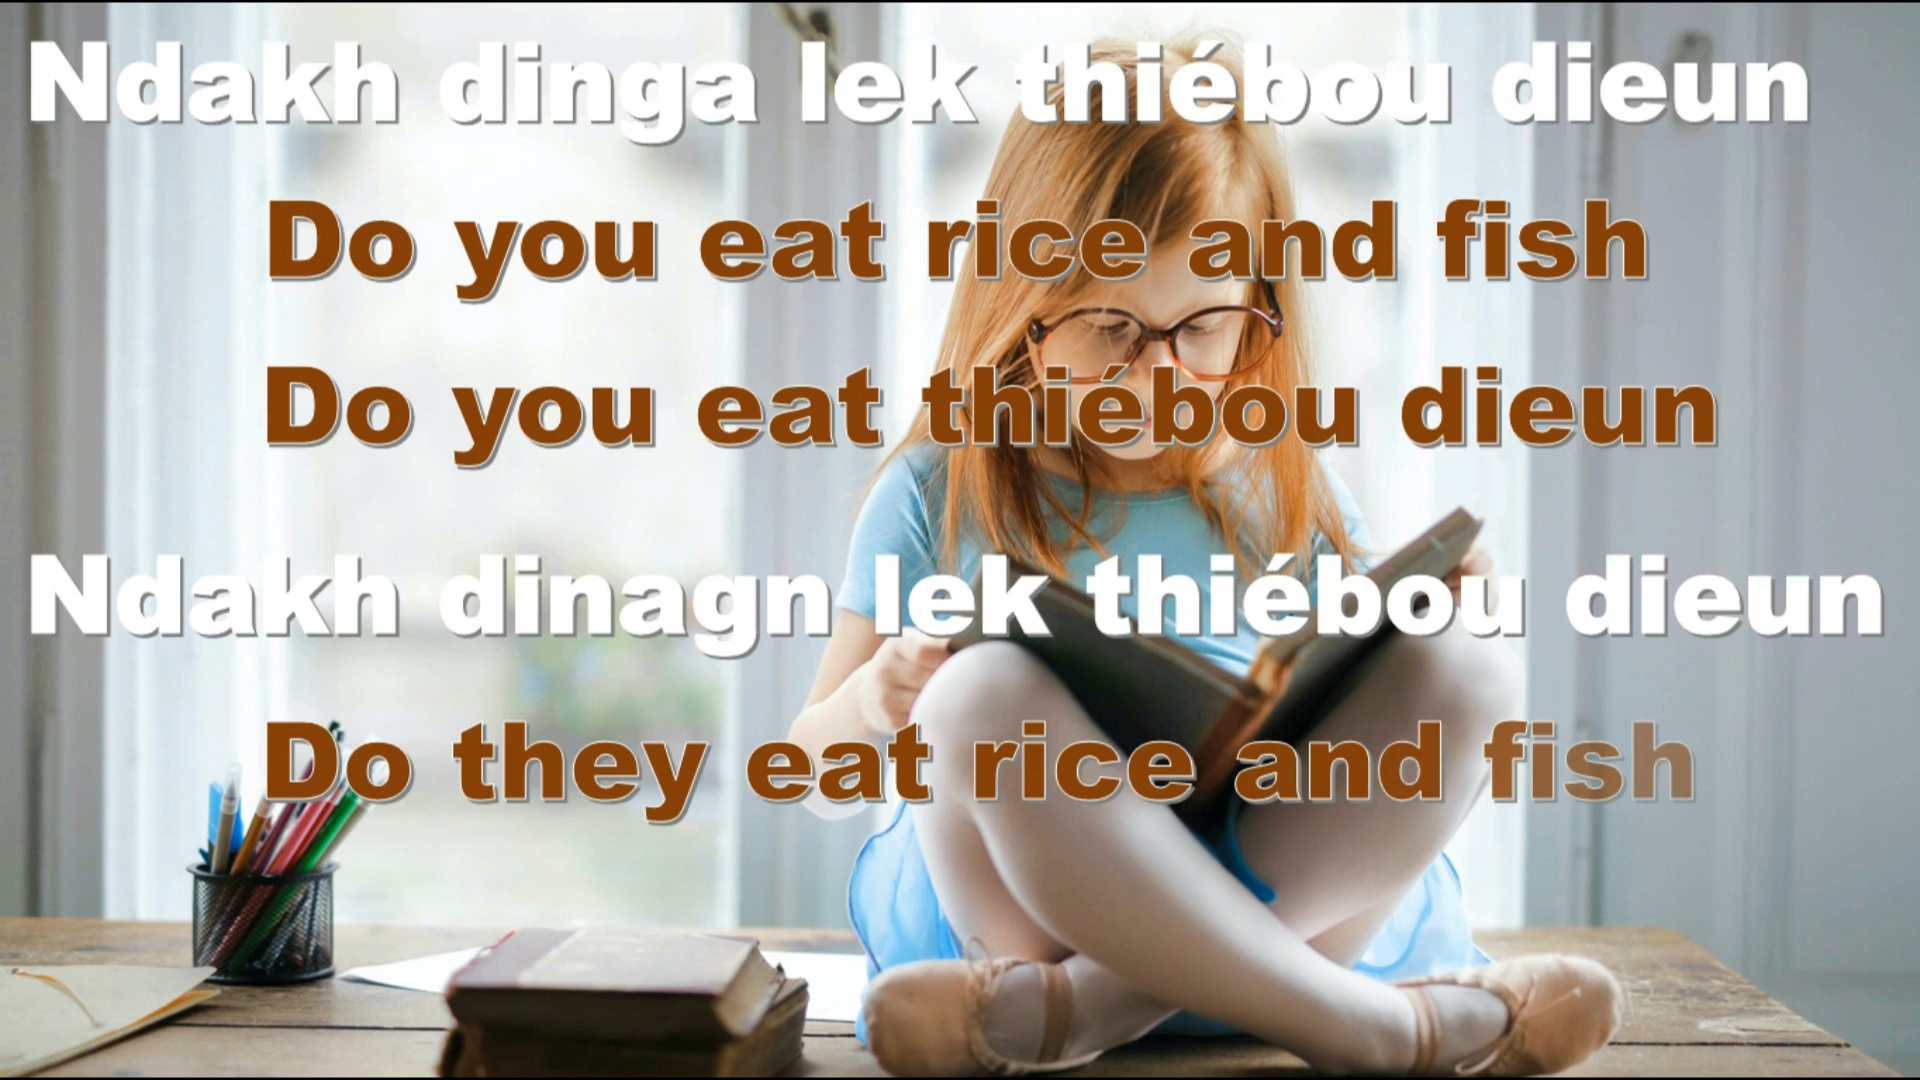 Ndakh dinga lek thiébou dieun
Do you eat rice and fish
Do you eat thiébou dieun
Ndakh dinagn lek thiébou dieun
Do they eat rice and fish